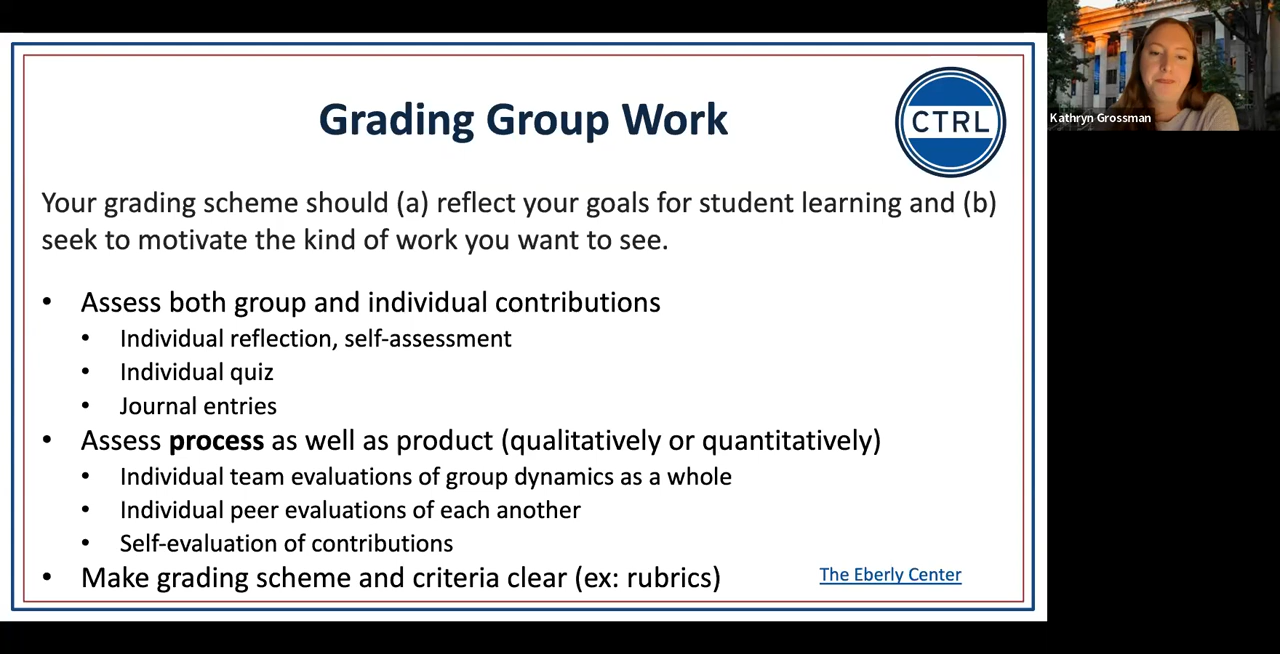 Grading Group Work
CTRL
Kathryn Grossman
Your grading scheme should (a) reflect your goals for student learning and (b)
seek to motivate the kind of work you want to see.
• Assess both group and individual contributions
• Individual reflection, self-assessment
• Individual quiz
• Journal entries
• Assess process as well as product (qualitatively or quantitatively)
• Individual team evaluations of group dynamics as a whole
• Individual peer evaluations of each another
• Self-evaluation of contributions
• Make grading scheme and criteria clear (ex: rubrics)
The Eberly Center